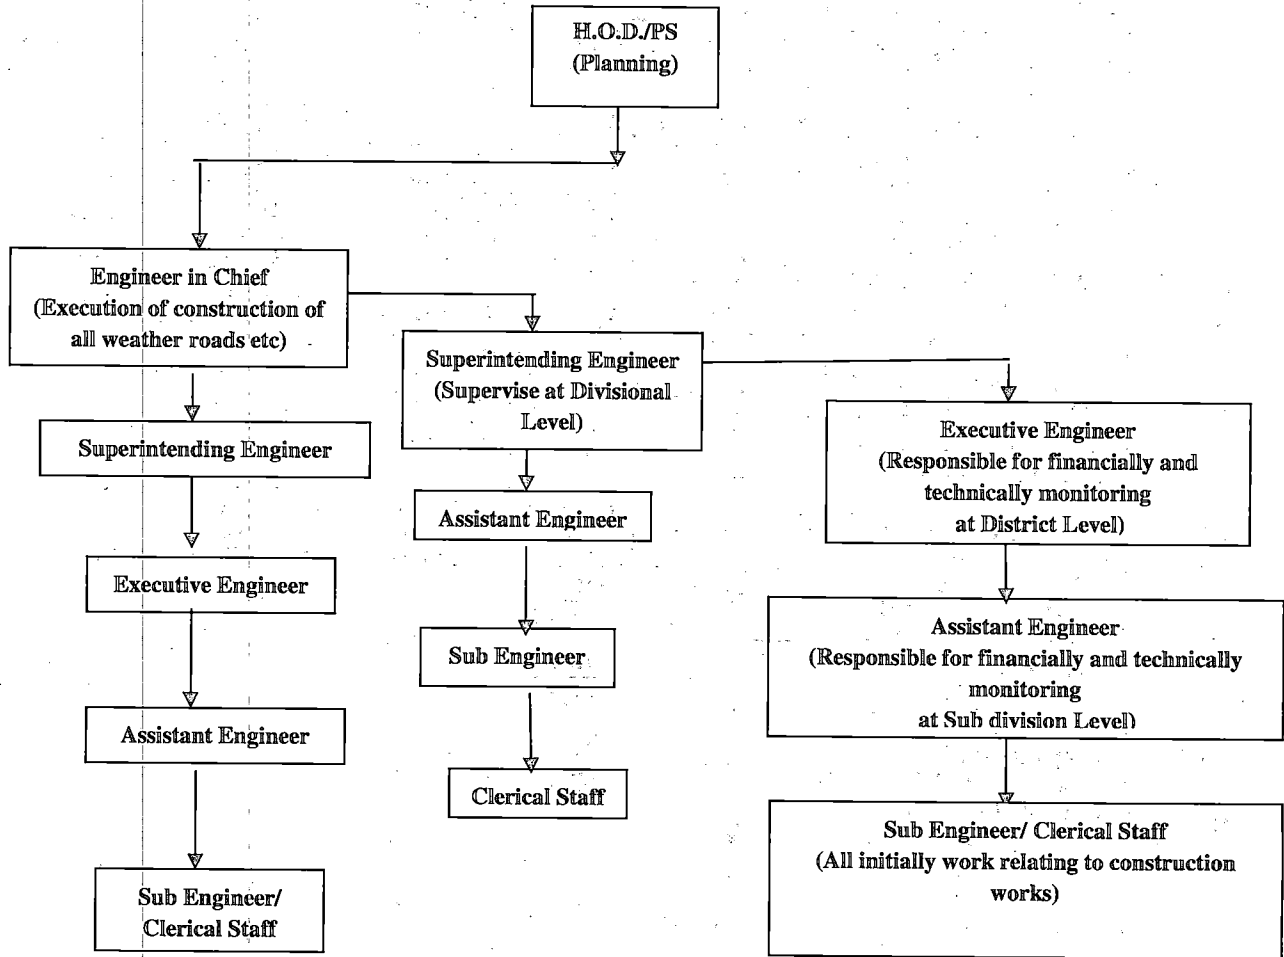 H.O.D./PS
(Planning)
Engineer in Chief
(Execution of construction of
all weather roads etc)
Superintending Engineer
Executive Engineer
Assistant Engineer
Sub Engineer/
Clerical Staff
Superintending Engineer
(Supervise at Divisional
Level)
Assistant Engineer
Sub Engineer
Clerical Staff
Executive Engineer
(Responsible for financially and
technically monitoring
at District Level)
Assistant Engineer
(Responsible for financially and technically
monitoring
at Sub division Level)
Sub Engineer/ Clerical Staff
(All initially work relating to construction
works)